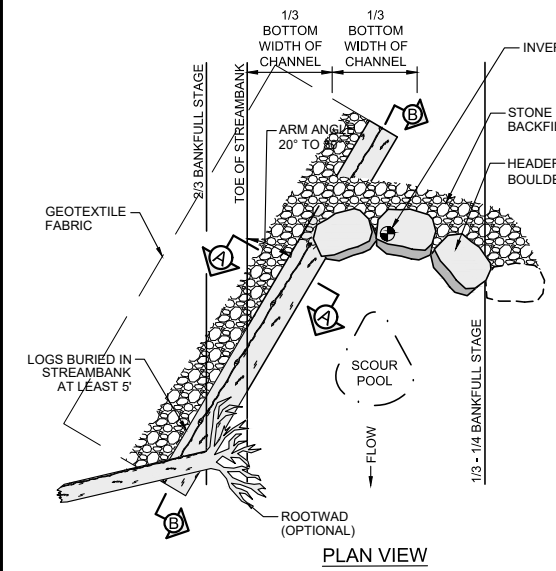 1/3
BOTTOM
WIDTH OF
CHANNEL
1/3
BOTTOM
WIDTH OF
CHANNEL
INVER
STONE
BACKFI
HEADER
BOULDE
2/3 BANKFULL STAGE
TOE OF STREAMBANK
ARM ANGLE
20° TO
B
GEOTEXTILE
FABRIC
A
A
LOGS BURIED IN
STREAMBANK
AT LEAST 5'
SCOUR
POOL
FLOW
1/3 - 1/4 BANKFULL STAGE
B
ROOTWAD
(OPTIONAL)
PLAN VIEW